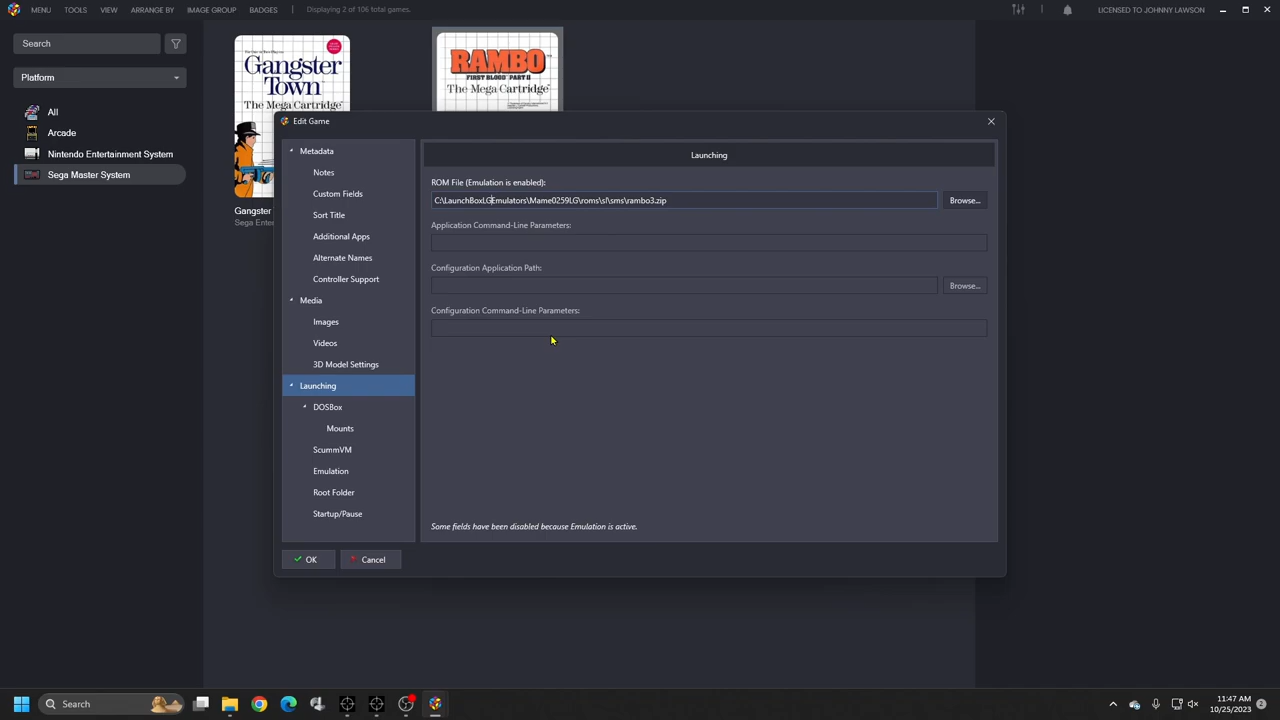 MENU TOOLS VIEW ARRANGE BY IMAGE GROUP BADGES Displaying 2 of 106 total games. LICENSED TO JOHNNY LAWSON
Search
Platform
All
Arcade
Nintendo Entertainment System
Sega Master System
Gangster
Town™
The Mega Cartridge
RAMBO
FIRST BLOOD PART II
The Mega Cartridge
Gangster
Sega Enter
Edit Game
Metadata
Notes
Custom Fields
Sort Title
Additional Apps
Alternate Names
Controller Support
Media
Images
Videos
3D Model Settings
Launching
DOSBox
Mounts
ScummVM
Emulation
Root Folder
Startup/Pause
Launching
ROM File (Emulation is enabled):
C:\LaunchBoxLGEmulators\Mame0259LG\roms\sl\sms\rambo3.zip Browse...
Application Command-Line Parameters:
Configuration Application Path:
Browse...
Configuration Command-Line Parameters:
Some fields have been disabled because Emulation is active.
OK Cancel
Search
11:47 AM
10/25/2023